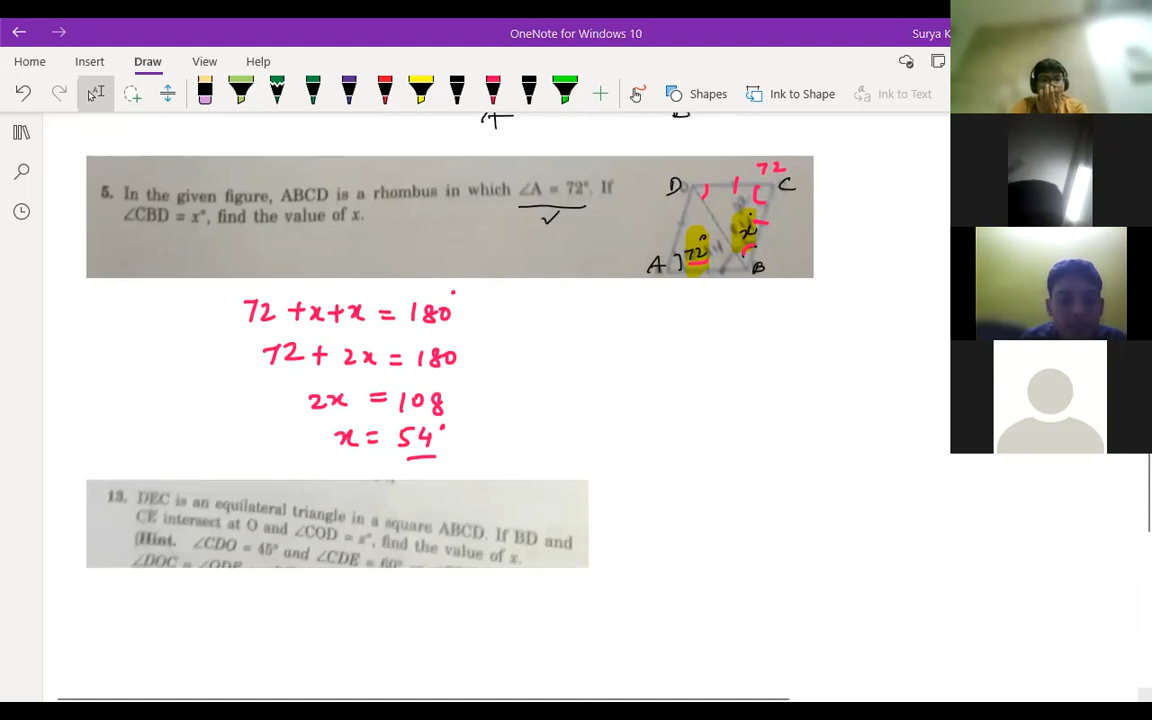 OneNote for Windows 10
Surya K
Home Insert Draw View Help
Shapes Ink to Shape Ink to Text
5. In the given figure, ABCD is a rhombus in which ∠A = 72°. If
∠CBD = x°, find the value of x.
72
D C
x
A 72° B
72 + x + x = 180°
72 + 2x = 180
2x = 108
x = 54°
13. DEC is an equilateral triangle in a square ABCD. If BD and
CE intersect at O and ∠COD = x°, find the value of x.
[Hint. ∠CDO = 45° and ∠CDE = 60°